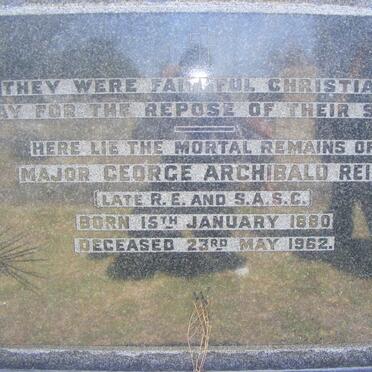 THEY WERE FAITHFUL CHRISTIA
AY FOR THE REPOSE OF THEIR S
HERE LIE THE MORTAL REMAINS OF
MAJOR GEORGE ARCHIBALD REI
(LATE R.E. AND S.A.S.C.)
BORN 15TH JANUARY 1880
DECEASED 23RD MAY 1962.